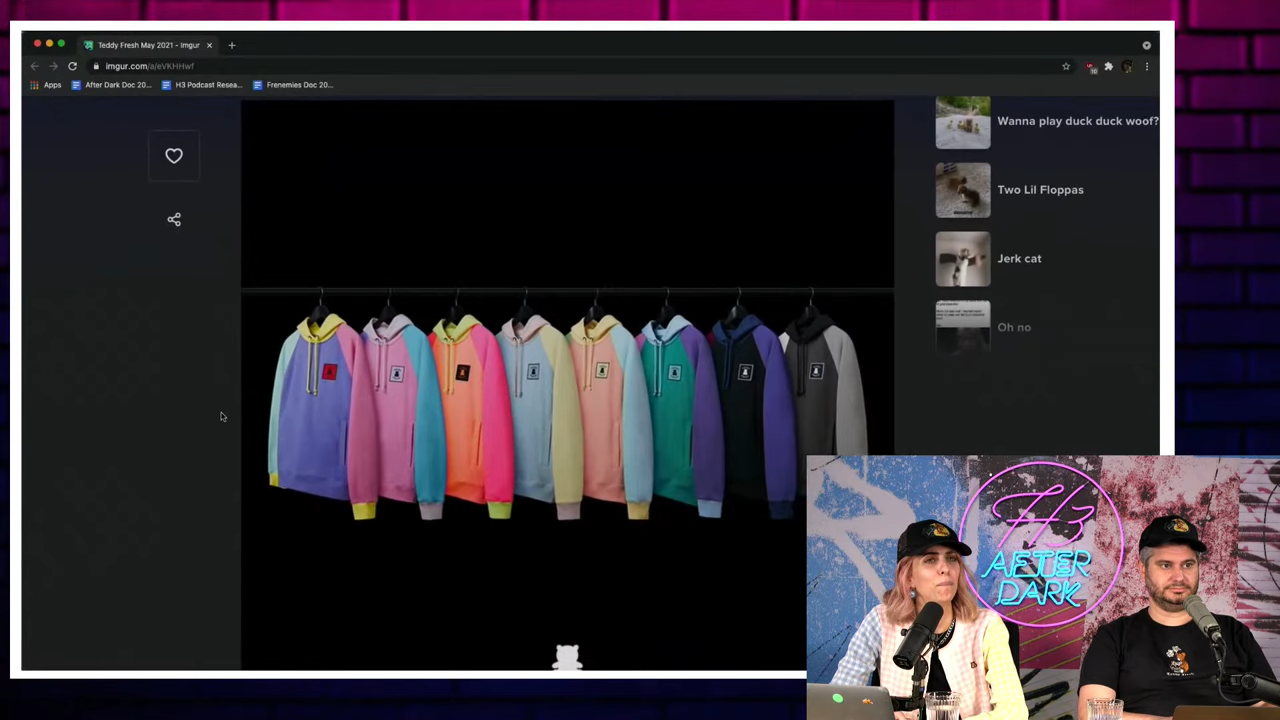 Teddy Fresh May 2021 - Imgur
imgur.com/a/eVKHHwf
Apps
After Dark Doc 20...
H3 Podcast Resea...
Frenemies Doc 20...
Wanna play duck duck woof?
Two Lil Floppas
Jerk cat
Oh no
H3
AFTER
DARK